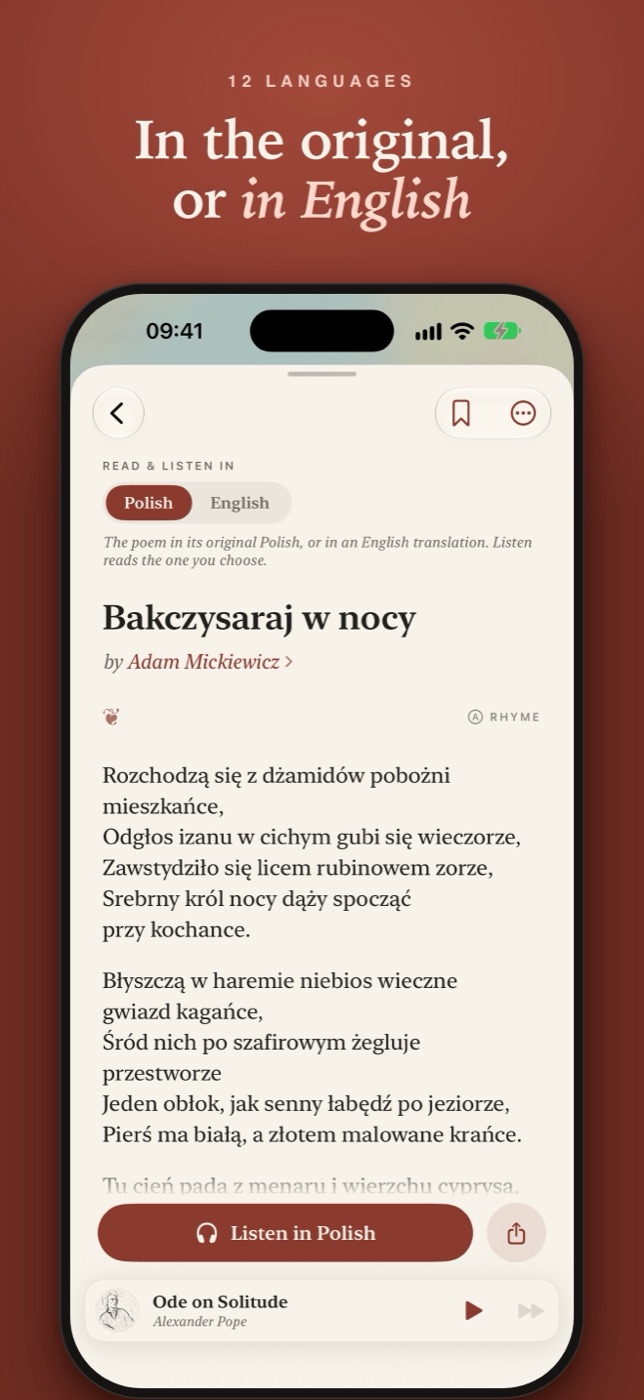 12 LANGUAGES
In the original,
or in English
09:41
READ & LISTEN IN
Polish English
The poem in its original Polish, or in an English translation. Listen
reads the one you choose.
Bakczysaraj w nocy
by Adam Mickiewicz >
A RHYME
Rozchodzą się z dżamidów pobożni
mieszkańce,
Odgłos izanu w cichym gubi się wieczorze,
Zawstydziło się licem rubinowem zorze,
Srebrny król nocy dąży spocząć
przy kochance.
Błyszczą w haremie niebios wieczne
gwiazd kagańce,
Śród nich po szafirowym żegluje
przestworze
Jeden obłok, jak senny łabędź po jeziorze,
Pierś ma białą, a złotem malowane krańce.
Tu cień pada z menaru i wierzchu cyprysa,
Listen in Polish
Ode on Solitude
Alexander Pope